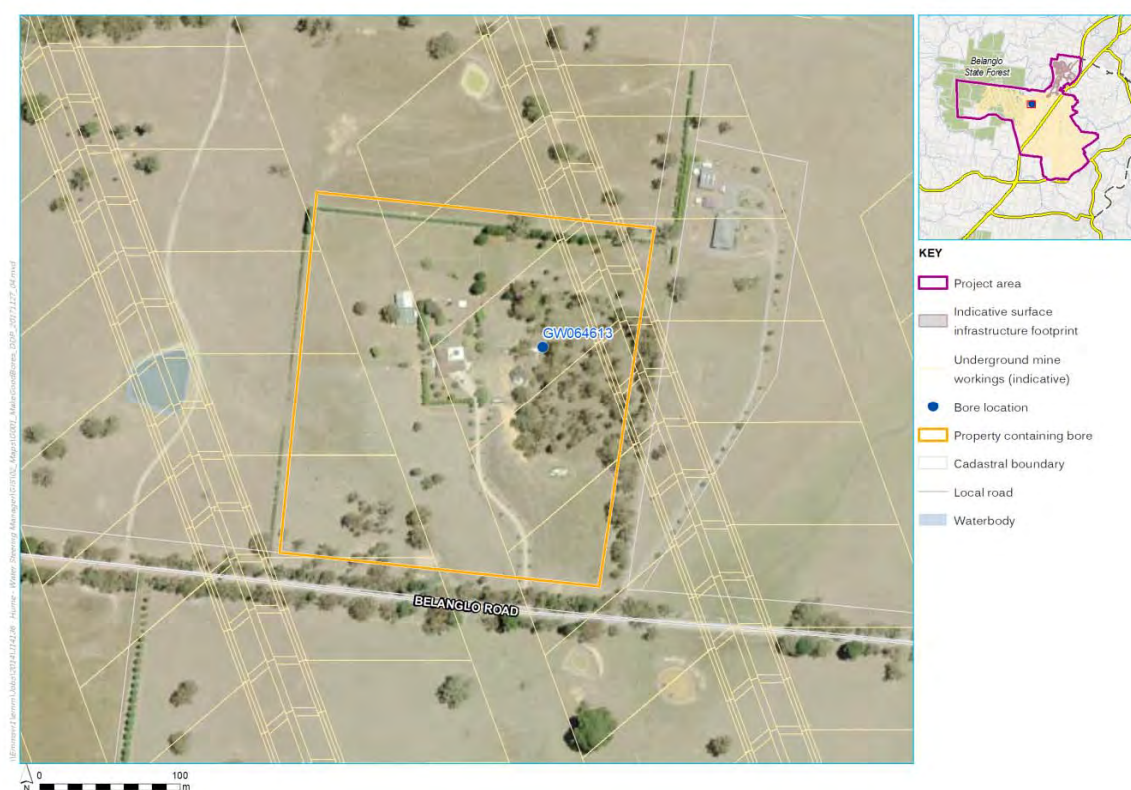 Belanglo
State Forest
GW064613
BELANGLO ROAD
KEY
Project area
Indicative surface
infrastructure footprint
Underground mine
workings (indicative)
Bore location
Property containing bore
Cadastral boundary
Local road
Waterbody
0 100
m
N